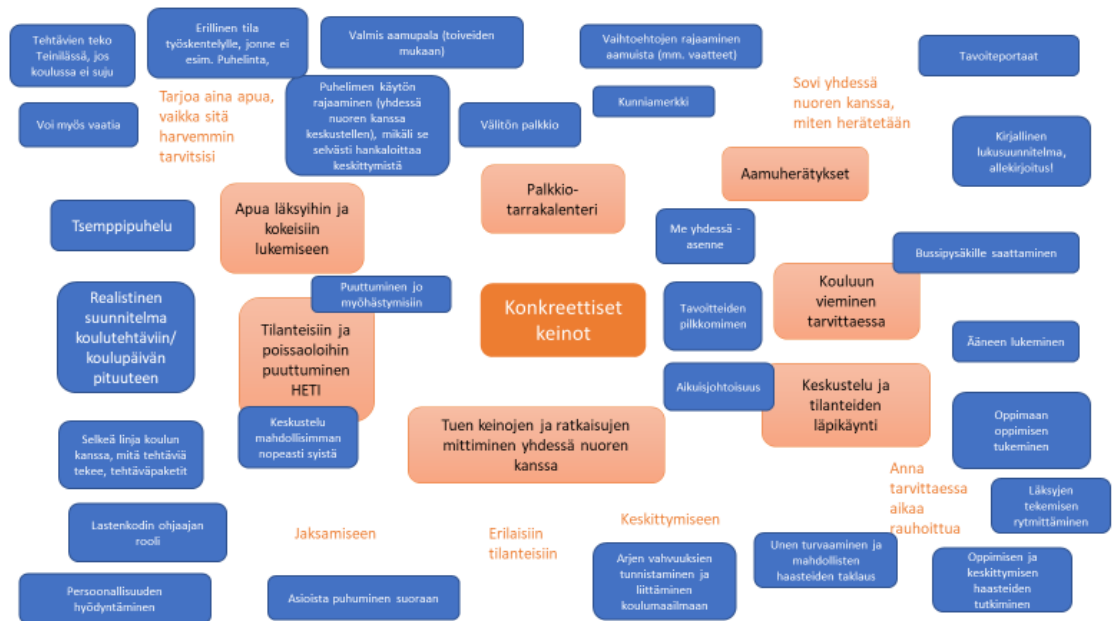 Tehtävien teko
Teinilässä, jos
koulussa ei suju
Erillinen tila
työskentelylle, jonne ei
esim. Puhelinta,
Valmis aamupala (toiveiden
mukaan)
Vaihtoehtojen rajaaminen
aamuista (mm. vaatteet)
Tavoiteportaat
Voi myös vaatia
Tarjoa aina apua,
vaikka sitä
harvemmin
tarvitsisi
Puhelimen käytön
rajaaminen (yhdessä
nuoren kanssa
keskustellen), mikäli se
selvästi hankaloittaa
keskittymistä
Välitön palkkio
Kunniamerkki
Sovi yhdessä
nuoren kanssa,
miten herätetään
Kirjallinen
lukusuunnitelma,
allekirjoitus!
Tsemppipuhelu
Apua läksyihin ja
kokeisiin
lukemiseen
Palkkio-
tarrakalenteri
Aamuherätykset
Me yhdessä -
asenne
Bussipysäkille saattaminen
Realistinen
suunnitelma
koulutehtäviin/
koulupäivän
pituuteen
Puuttuminen jo
myöhästymisiin
Tilanteisiin ja
poissaoloihin
puuttuminen
HETI
Konkreettiset
keinot
Tavoitteiden
pilkkomimen
Kouluun
vieminen
tarvittaessa
Ääneen lukeminen
Aikuisjohtoisuus
Keskustelu ja
tilanteiden
läpikäynti
Selkeä linja koulun
kanssa, mitä tehtäviä
tekee, tehtäväpaketit
Keskustelu
mahdollisimman
nopeasti syistä
Tuen keinojen ja ratkaisujen
mittiminen yhdessä nuoren
kanssa
Oppimaan
oppimisen
tukeminen
Anna
tarvittaessa
aikaa
rauhoittua
Läksyjen
tekemisen
rytmittäminen
Lastenkodin ohjaajan
rooli
Jaksamiseen
Erilaisiin
tilanteisiin
Keskittymiseen
Unen turvaaminen ja
mahdollisten
haasteiden taklaus
Persoonallisuuden
hyödyntäminen
Asioista puhuminen suoraan
Arjen vahvuuksien
tunnistaminen ja
liittäminen
koulumaailmaan
Oppimisen ja
keskittymisen
haasteiden
tutkiminen